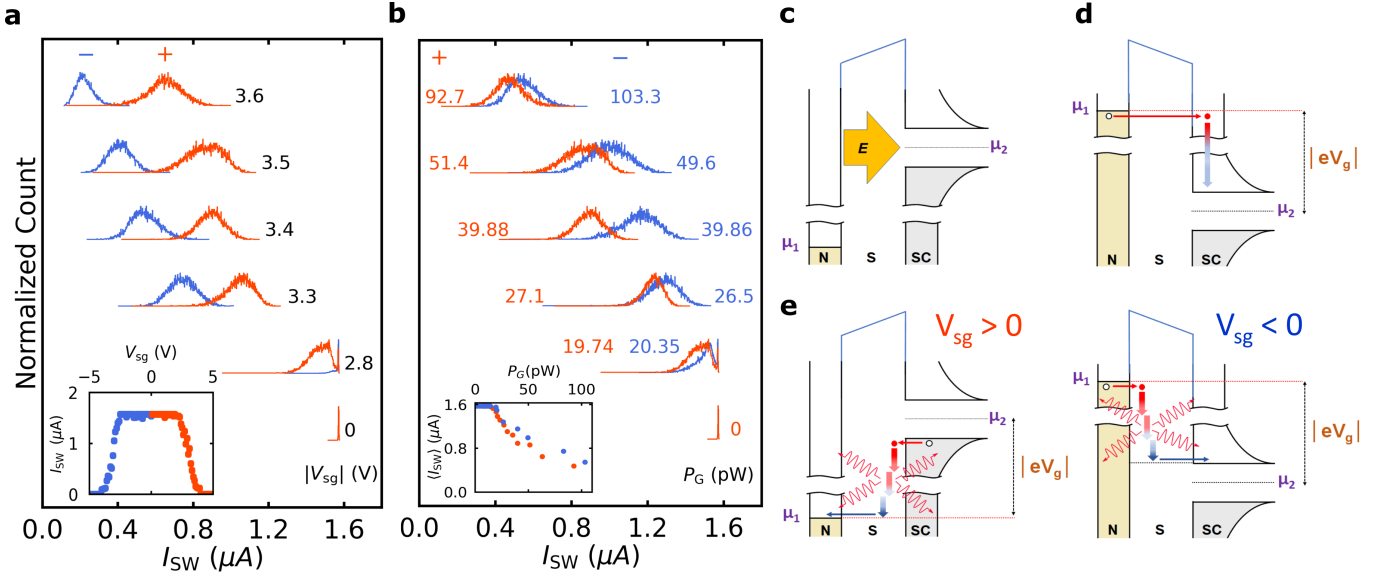 a
Normalized Count
− +
3.6
3.5
3.4
3.3
2.8
0
|V_sg| (V)
V_sg (V)
−5 0 5
I_SW (μA)
2
1
0
0.0 0.4 0.8 1.2 1.6
I_SW (μA)
b
+ −
92.7 103.3
51.4 49.6
39.88 39.86
27.1 26.5
19.74 20.35
0
P_G (pW)
P_G(pW)
0 50 100
⟨I_SW⟩ (μA)
1.6
0.8
0.0
0.0 0.4 0.8 1.2 1.6
I_SW (μA)
c
E
μ₂
μ₁
N S SC
d
μ₁
| eV_g |
μ₂
N S SC
e
V_sg > 0
μ₂
| eV_g |
μ₁
N S SC
V_sg < 0
μ₁
| eV_g |
μ₂
N S SC